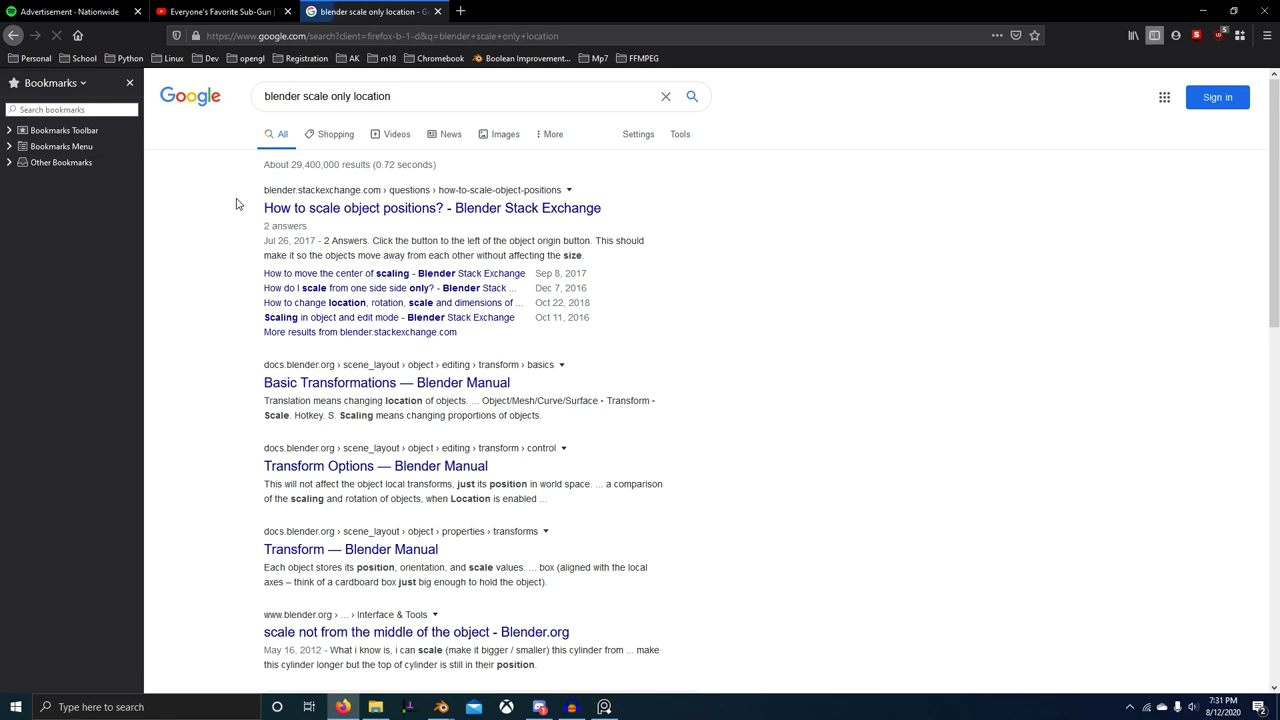 Advertisement - Nationwide
Everyone's Favorite Sub-Gun
blender scale only location - Go
https://www.google.com/search?client=firefox-b-1-d&q=blender+scale+only+location
Personal
School
Python
Linux
Dev
opengl
Registration
AK
m18
Chromebook
Boolean Improvement...
Mp7
FFMPEG
Bookmarks
Search bookmarks
Bookmarks Toolbar
Bookmarks Menu
Other Bookmarks
Google
blender scale only location
Sign in
All
Shopping
Videos
News
Images
More
Settings
Tools
About 29,400,000 results (0.72 seconds)
blender.stackexchange.com › questions › how-to-scale-object-positions
How to scale object positions? - Blender Stack Exchange
2 answers
Jul 26, 2017 - 2 Answers. Click the button to the left of the object origin button. This should
make it so the objects move away from each other without affecting the size.
How to move the center of scaling - Blender Stack Exchange Sep 8, 2017
How do I scale from one side side only? - Blender Stack ... Dec 7, 2016
How to change location, rotation, scale and dimensions of ... Oct 22, 2018
Scaling in object and edit mode - Blender Stack Exchange Oct 11, 2016
More results from blender.stackexchange.com
docs.blender.org › scene_layout › object › editing › transform › basics
Basic Transformations — Blender Manual
Translation means changing location of objects. ... Object/Mesh/Curve/Surface ‣ Transform ‣
Scale. Hotkey. S. Scaling means changing proportions of objects.
docs.blender.org › scene_layout › object › editing › transform › control
Transform Options — Blender Manual
This will not affect the object local transforms, just its position in world space. ... a comparison
of the scaling and rotation of objects, when Location is enabled ...
docs.blender.org › scene_layout › object › properties › transforms
Transform — Blender Manual
Each object stores its position, orientation, and scale values. ... box (aligned with the local
axes – think of a cardboard box just big enough to hold the object).
www.blender.org › ... › Interface & Tools
scale not from the middle of the object - Blender.org
May 16, 2012 - What i know is, i can scale (make it bigger / smaller) this cylinder from ... make
this cylinder longer but the top of cylinder is still in their position.
Type here to search
7:31 PM
8/12/2020